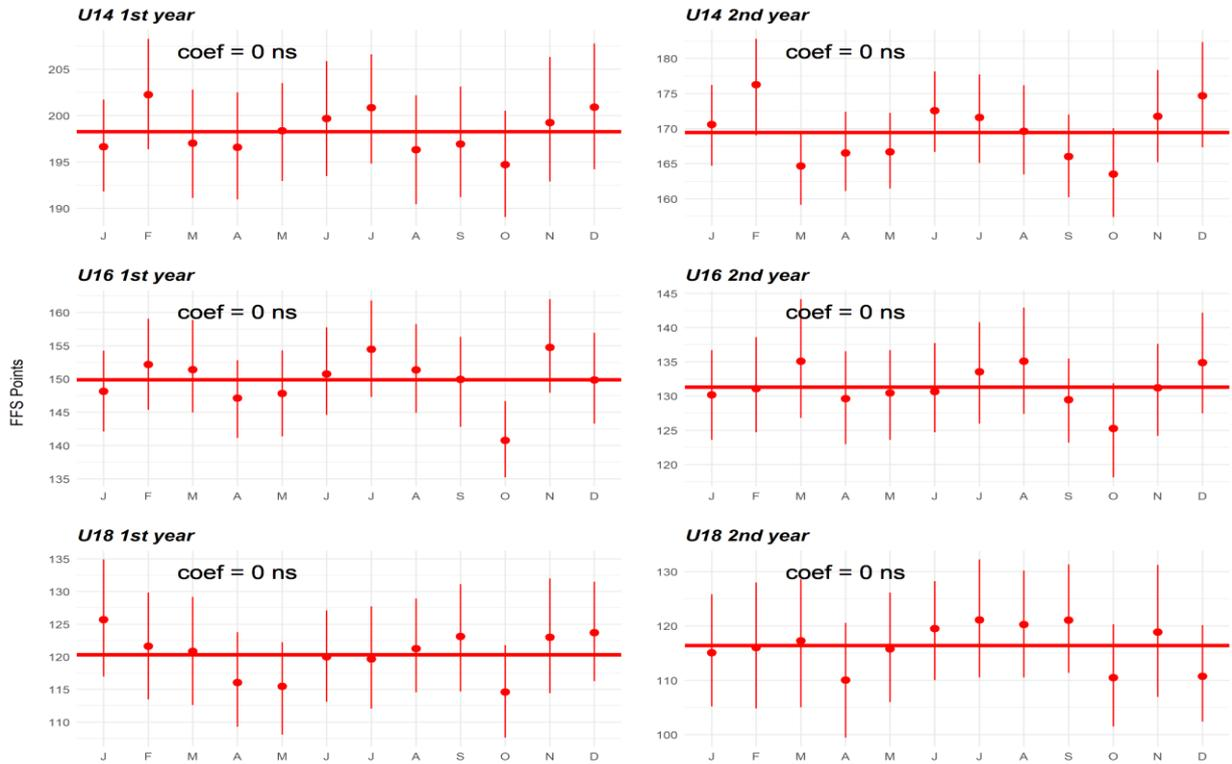 U14 1st year
coef = 0 ns
205
200
195
190
J F M A M J J A S O N D
U14 2nd year
coef = 0 ns
180
175
170
165
160
J F M A M J J A S O N D
FFS Points
U16 1st year
coef = 0 ns
160
155
150
145
140
135
J F M A M J J A S O N D
U16 2nd year
coef = 0 ns
145
140
135
130
125
120
J F M A M J J A S O N D
U18 1st year
coef = 0 ns
135
130
125
120
115
110
J F M A M J J A S O N D
U18 2nd year
coef = 0 ns
130
120
110
100
J F M A M J J A S O N D